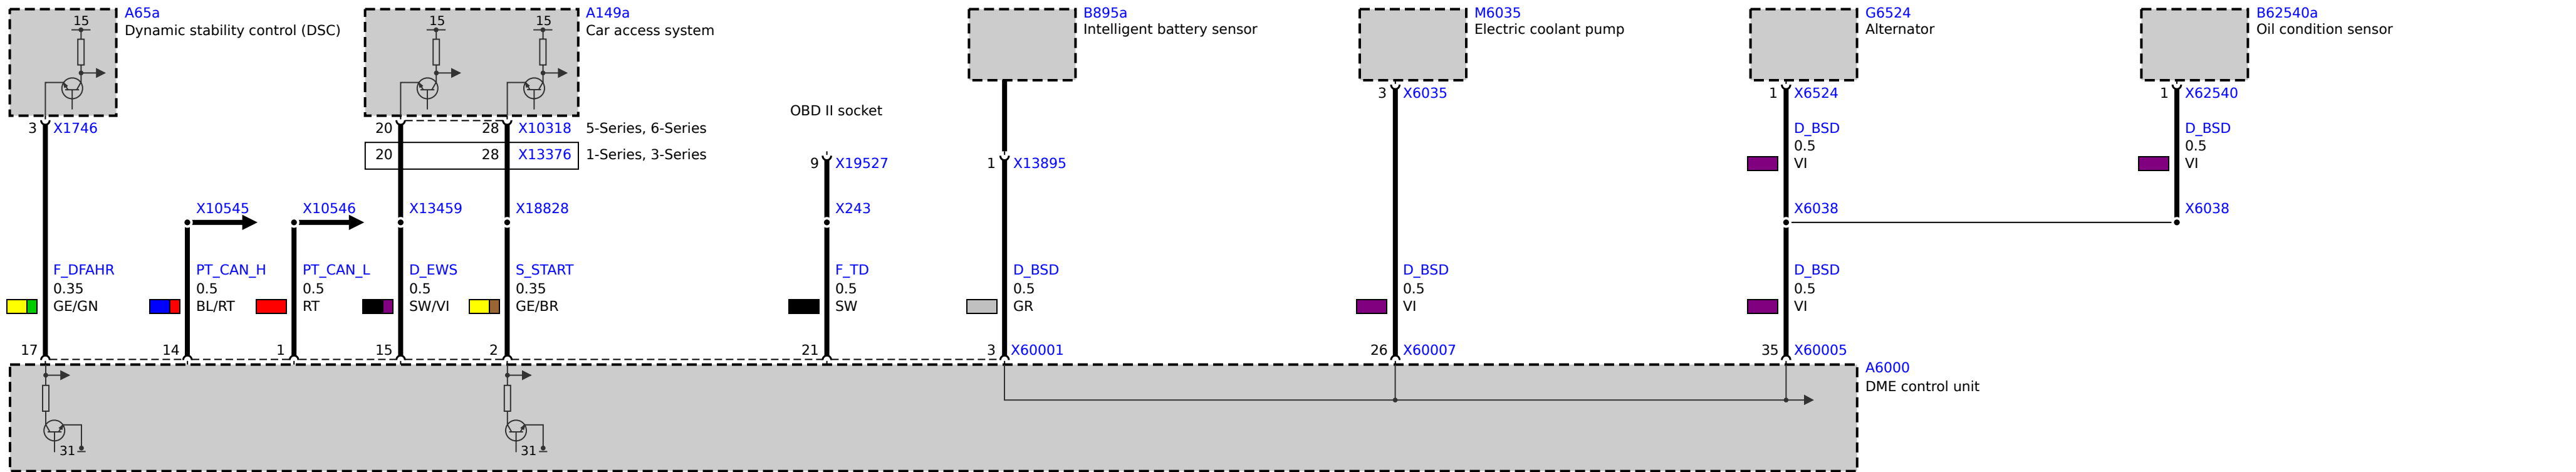 A65a
Dynamic stability control (DSC)
15
3 X1746
A149a
Car access system
15 15
20 28 X10318 5-Series, 6-Series
20 28 X13376 1-Series, 3-Series
OBD II socket
9 X19527
B895a
Intelligent battery sensor
1 X13895
M6035
Electric coolant pump
3 X6035
G6524
Alternator
1 X6524
D_BSD
0.5
VI
B62540a
Oil condition sensor
1 X62540
D_BSD
0.5
VI
X10545
X10546
X13459
X18828
X243
X6038
X6038
F_DFAHR
0.35
GE/GN
17
PT_CAN_H
0.5
BL/RT
14
PT_CAN_L
0.5
RT
1
D_EWS
0.5
SW/VI
15
S_START
0.35
GE/BR
2
F_TD
0.5
SW
21
D_BSD
0.5
GR
3 X60001
D_BSD
0.5
VI
26 X60007
D_BSD
0.5
VI
35 X60005
A6000
DME control unit
31
31